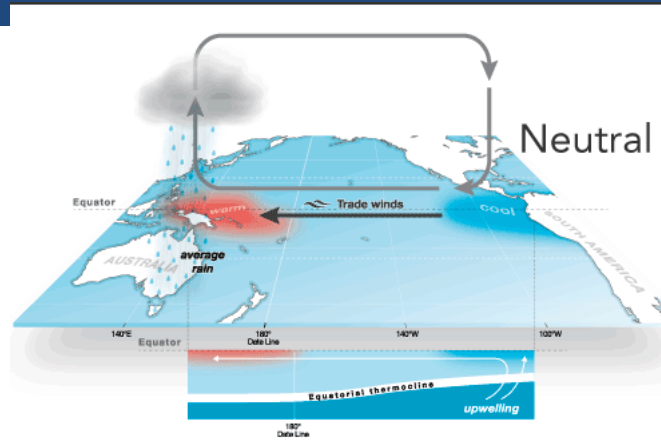 Neutral
Equator
warm
Trade winds
cool
SOUTH AMERICA
AUSTRALIA
average
rain
140°E
180°
Date Line
140°W
100°W
Equator
Equatorial thermocline
upwelling
180°
Date Line